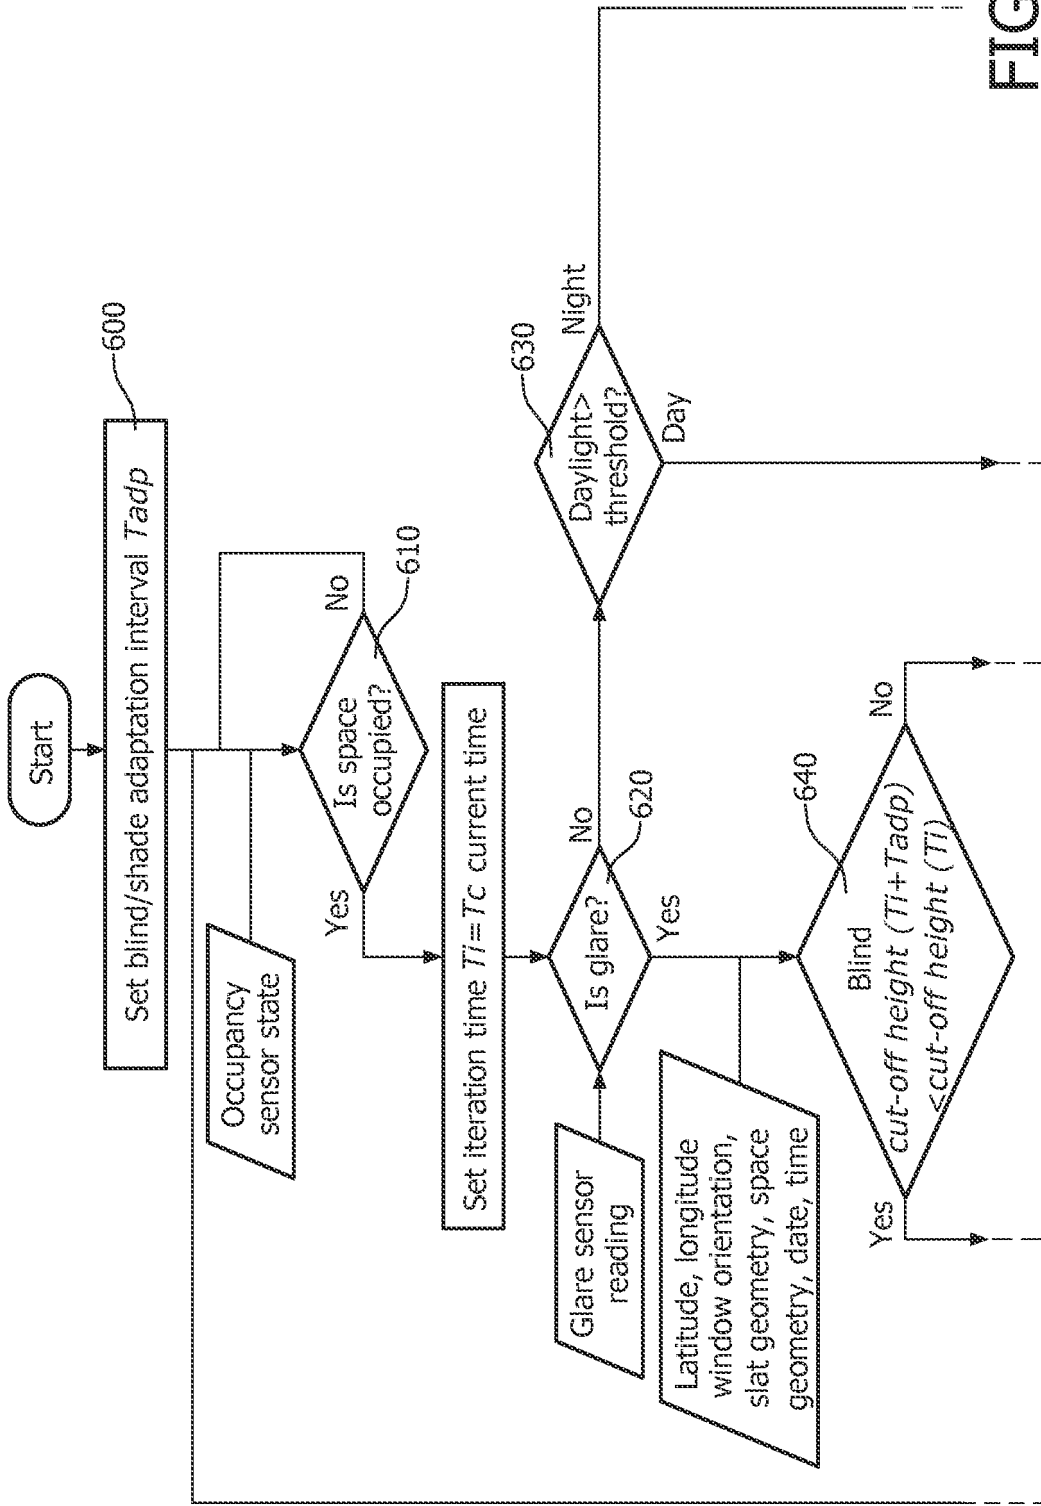 Start
Set blind/shade adaptation interval Tadp
600
Occupancy
sensor state
Is space
occupied?
No
610
Yes
Set iteration time Ti=Tc current time
Glare sensor
reading
Is glare?
No
620
Yes
Daylight>
threshold?
630
Night
Day
Latitude, longitude
window orientation,
slat geometry, space
geometry, date, time
Blind
cut-off height (Ti+Tadp)
<cut-off height (Ti)
640
Yes
No
FIG